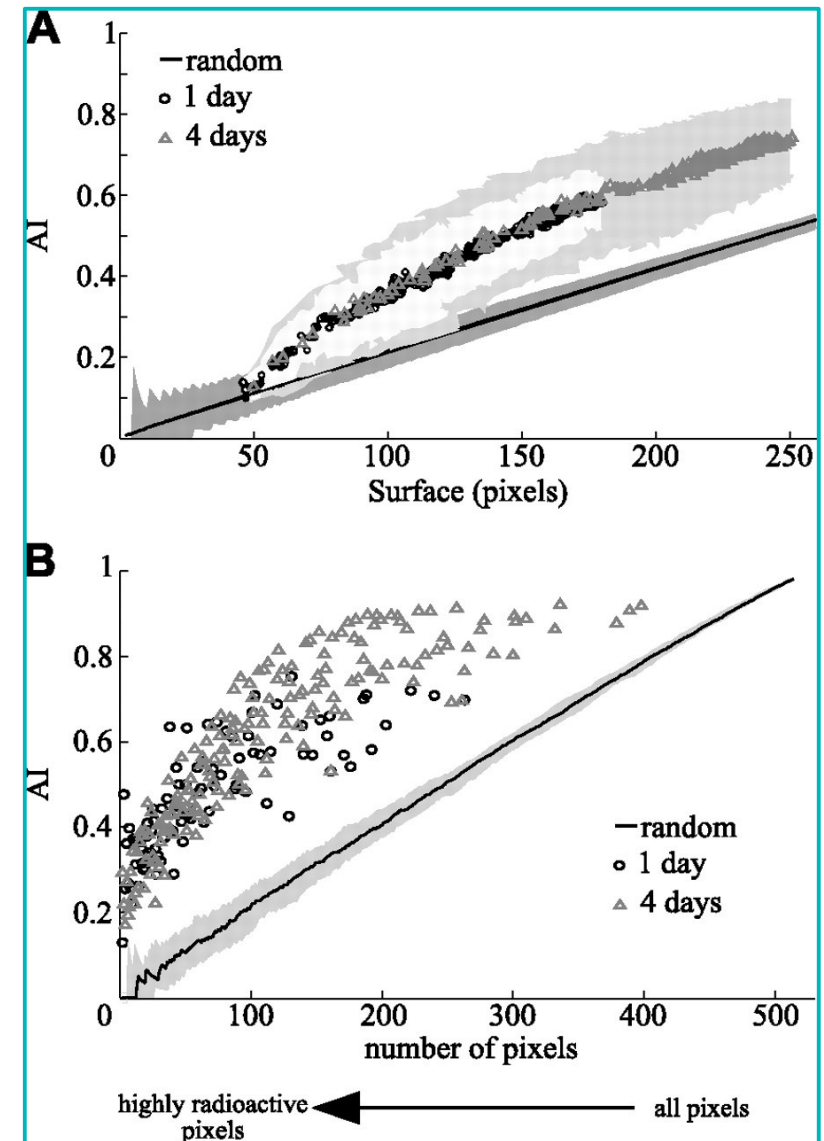 A
1
random
1 day
4 days
0.8
0.6
AI
0.4
0.2
0 50 100 150 200 250
Surface (pixels)
B
1
0.8
0.6
AI
0.4
random
1 day
4 days
0.2
0 100 200 300 400 500
number of pixels
highly radioactive all pixels
pixels